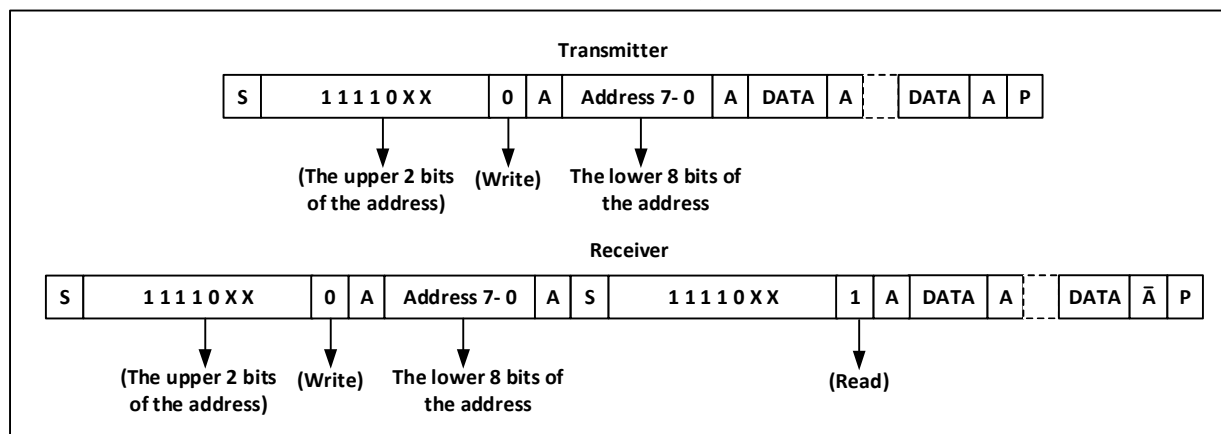 Transmitter
S 1 1 1 1 0 X X 0 A Address 7- 0 A DATA A DATA A P
(The upper 2 bits of the address) (Write) The lower 8 bits of the address
Receiver
S 1 1 1 1 0 X X 0 A Address 7- 0 A S 1 1 1 1 0 X X 1 A DATA A DATA Ā P
(The upper 2 bits of the address) (Write) The lower 8 bits of the address (Read)